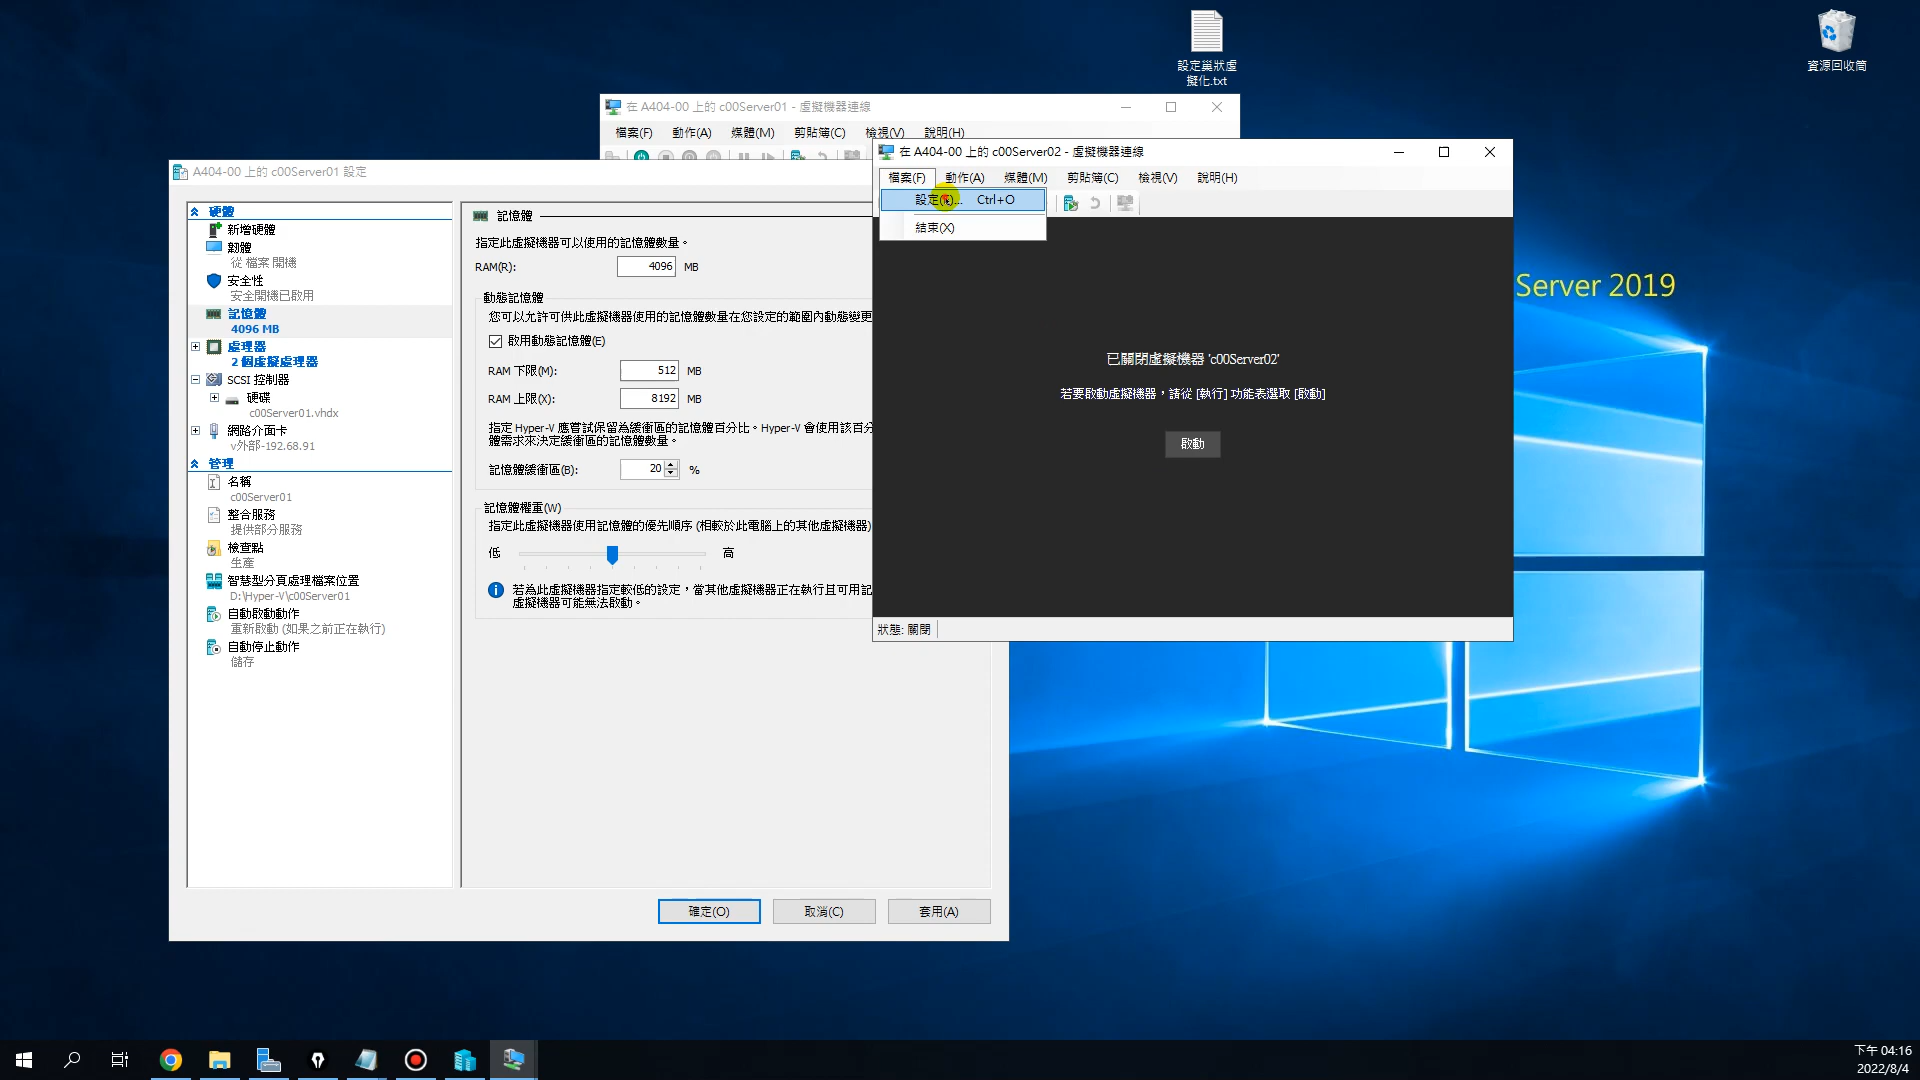 設定巢狀虛
擬化.txt
資源回收筒
在 A404-00 上的 c00Server01 - 虛擬機器連線
檔案(F) 動作(A) 媒體(M) 剪貼簿(C) 檢視(V) 說明(H)
在 A404-00 上的 c00Server02 - 虛擬機器連線
檔案(F) 動作(A) 媒體(M) 剪貼簿(C) 檢視(V) 說明(H)
設定 ... Ctrl+O
結束(X)
已關閉虛擬機器 'c00Server02'
若要啟動虛擬機器，請從 [執行] 功能表選取 [啟動]
啟動
狀態: 關閉
Server 2019
A404-00 上的 c00Server01 設定
硬體
新增硬體
韌體
從 檔案 開機
安全性
安全開機已啟用
記憶體
4096 MB
處理器
2 個虛擬處理器
SCSI 控制器
硬碟
c00Server01.vhdx
網路介面卡
v外部-192.68.91
管理
名稱
c00Server01
整合服務
提供部分服務
檢查點
生產
智慧型分頁處理檔案位置
D:\Hyper-V\c00Server01
自動啟動動作
重新啟動 (如果之前正在執行)
自動停止動作
儲存
記憶體
指定此虛擬機器可以使用的記憶體數量。
RAM(R): 4096 MB
動態記憶體
您可以允許可供此虛擬機器使用的記憶體數量在您設定的範圍內動態變更
啟用動態記憶體(E)
RAM 下限(M): 512 MB
RAM 上限(X): 8192 MB
指定 Hyper-V 應嘗試保留為緩衝區的記憶體百分比。Hyper-V 會使用該百分
體需求來決定緩衝區的記憶體數量。
記憶體緩衝區(B): 20 %
記憶體權重(W)
指定此虛擬機器使用記憶體的優先順序 (相較於此電腦上的其他虛擬機器)
低 高
若為此虛擬機器指定較低的設定，當其他虛擬機器正在執行且可用記
虛擬機器可能無法啟動。
確定(O) 取消(C) 套用(A)
下午 04:16
2022/8/4